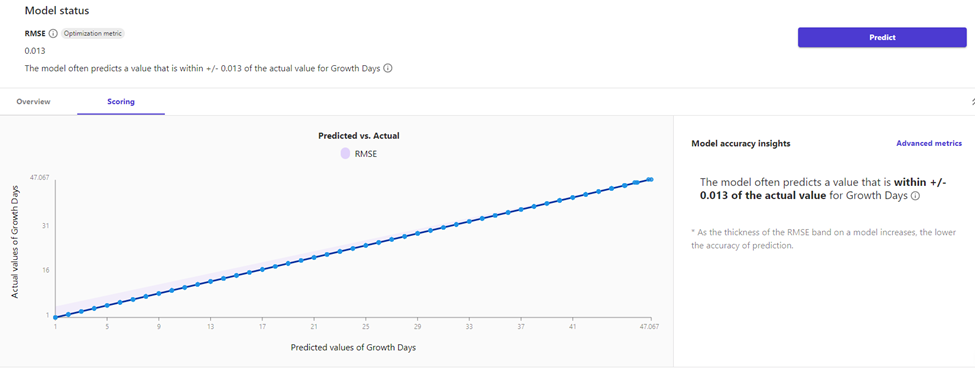 Model status
RMSE Optimization metric
0.013
Predict
The model often predicts a value that is within +/- 0.013 of the actual value for Growth Days
Overview
Scoring
Predicted vs. Actual
RMSE
Actual values of Growth Days
47.067
31
16
1
1 5 9 13 17 21 25 29 33 37 41 47.067
Predicted values of Growth Days
Model accuracy insights
Advanced metrics
The model often predicts a value that is within +/-
0.013 of the actual value for Growth Days
* As the thickness of the RMSE band on a model increases, the lower
the accuracy of prediction.